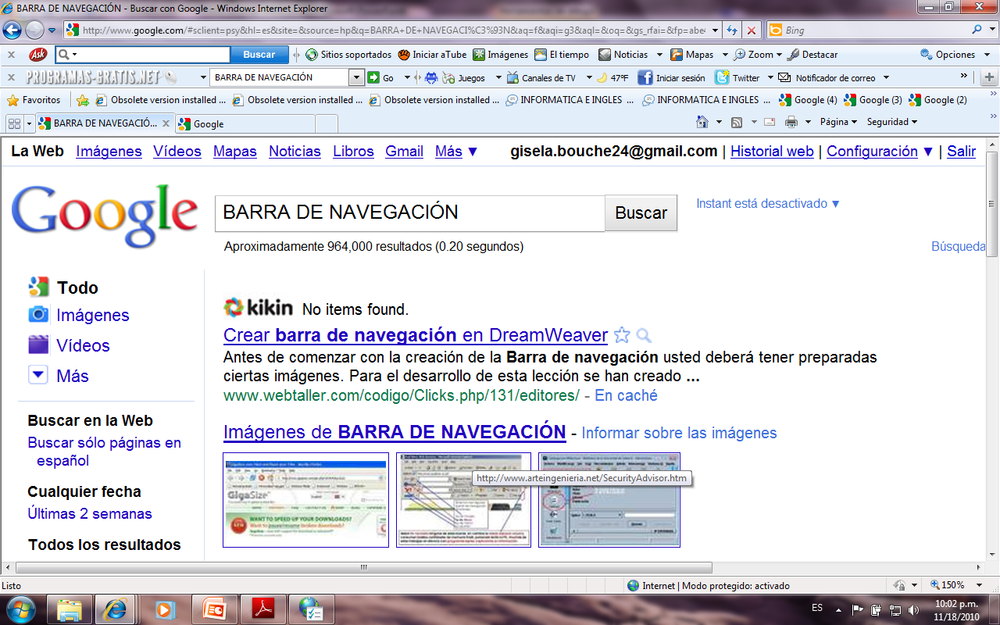 BARRA DE NAVEGACIÓN - Buscar con Google - Windows Internet Explorer
http://www.google.com/#sclient=psy&hl=es&site=&source=hp&q=BARRA+DE+NAVEGACI%C3%93N&aq=f&aqi=g3&aql=&oq=&gs_rfai=&fp=abe Bing
Ask Buscar Sitios soportados Iniciar aTube Imágenes El tiempo Noticias Mapas Zoom Destacar Opciones
PROGRAMAS-GRATIS.NET BARRA DE NAVEGACIÓN Go Juegos Canales de TV 47°F Iniciar sesión Twitter Notificador de correo
Favoritos Obsolete version installed ... Obsolete version installed ... Obsolete version installed ... INFORMATICA E INGLES ... INFORMATICA E INGLES ... Google (4) Google (3) Google (2)
BARRA DE NAVEGACIÓ... Google Página Seguridad
La Web Imágenes Vídeos Mapas Noticias Libros Gmail Más ▼ gisela.bouche24@gmail.com | Historial web | Configuración ▼ | Salir
Google BARRA DE NAVEGACIÓN Buscar Instant está desactivado ▼
Aproximadamente 964,000 resultados (0.20 segundos) Búsqueda
Todo
Imágenes
Vídeos
Más
Buscar en la Web
Buscar sólo páginas en
español
Cualquier fecha
Últimas 2 semanas
Todos los resultados
kikin No items found.
Crear barra de navegación en DreamWeaver
Antes de comenzar con la creación de la Barra de navegación usted deberá tener preparadas
ciertas imágenes. Para el desarrollo de esta lección se han creado ...
www.webtaller.com/codigo/Clicks.php/131/editores/ - En caché
Imágenes de BARRA DE NAVEGACIÓN - Informar sobre las imágenes
http://www.arteingenieria.net/SecurityAdvisor.htm
GigaSize
WANT TO SPEED UP YOUR DOWNLOADS?
Listo Internet | Modo protegido: activado 150%
ES 10:02 p.m.
11/18/2010